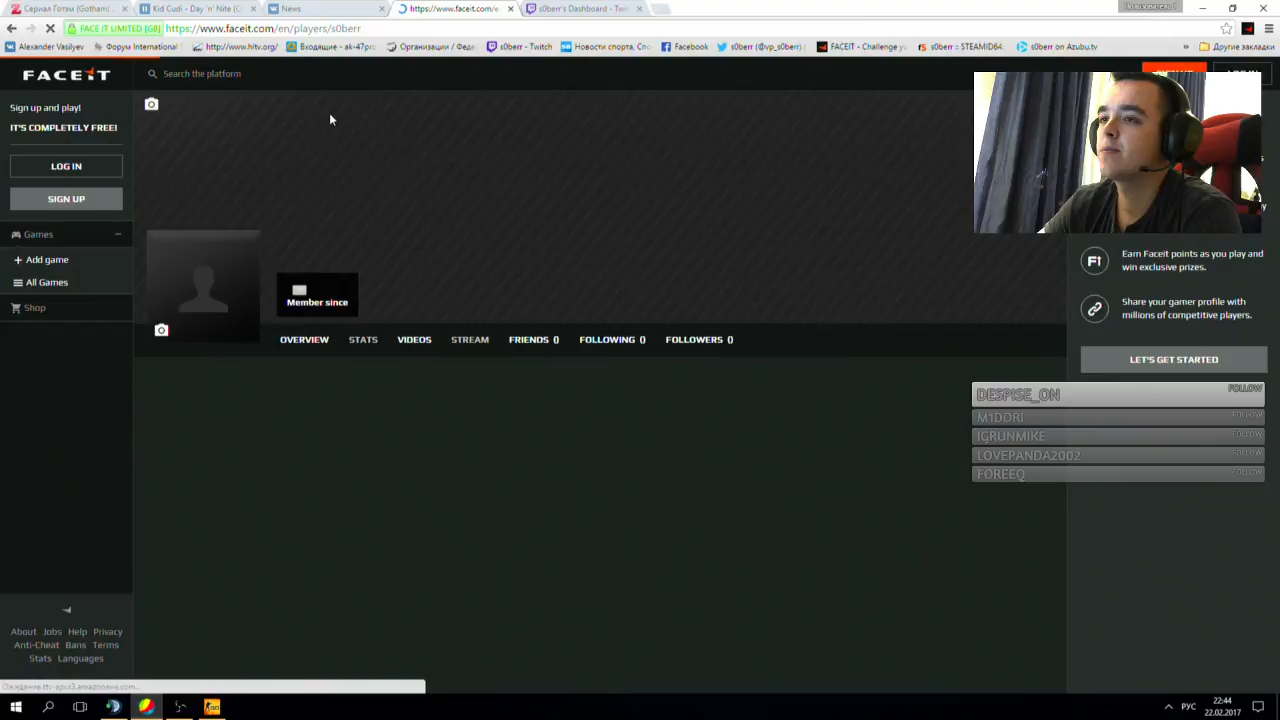 Сериал Готэм (Gotham)
Kid Cudi - Day 'n' Nite (C
News
https://www.faceit.com/e
s0berr's Dashboard - Twit
FACE IT LIMITED [GB]
https://www.faceit.com/en/players/s0berr
Alexander Vasilyev
Форум International
http://www.hltv.org/
Входящие - ak-47pro
Организации / Феде
s0berr - Twitch
Новости спорта, Спо
Facebook
s0berr (@vp_s0berr)
FACEIT - Challenge yo
s0berr :: STEAMID64:
s0berr on Azubu.tv
»
Другие закладки
FACEIT
Search the platform
Sign up and play!
IT'S COMPLETELY FREE!
LOG IN
SIGN UP
Games
Add game
All Games
Shop
Member since
OVERVIEW STATS VIDEOS STREAM FRIENDS () FOLLOWING () FOLLOWERS ()
Earn Faceit points as you play and
win exclusive prizes.
Share your gamer profile with
millions of competitive players.
LET'S GET STARTED
DESPISE_ON FOLLOW
M1DORI FOLLOW
IGRUNMIKE FOLLOW
LOVEPANDA2002 FOLLOW
FOREEQ FOLLOW
About Jobs Help Privacy
Anti-Cheat Bans Terms
Stats Languages
РУС
22:44
22.02.2017